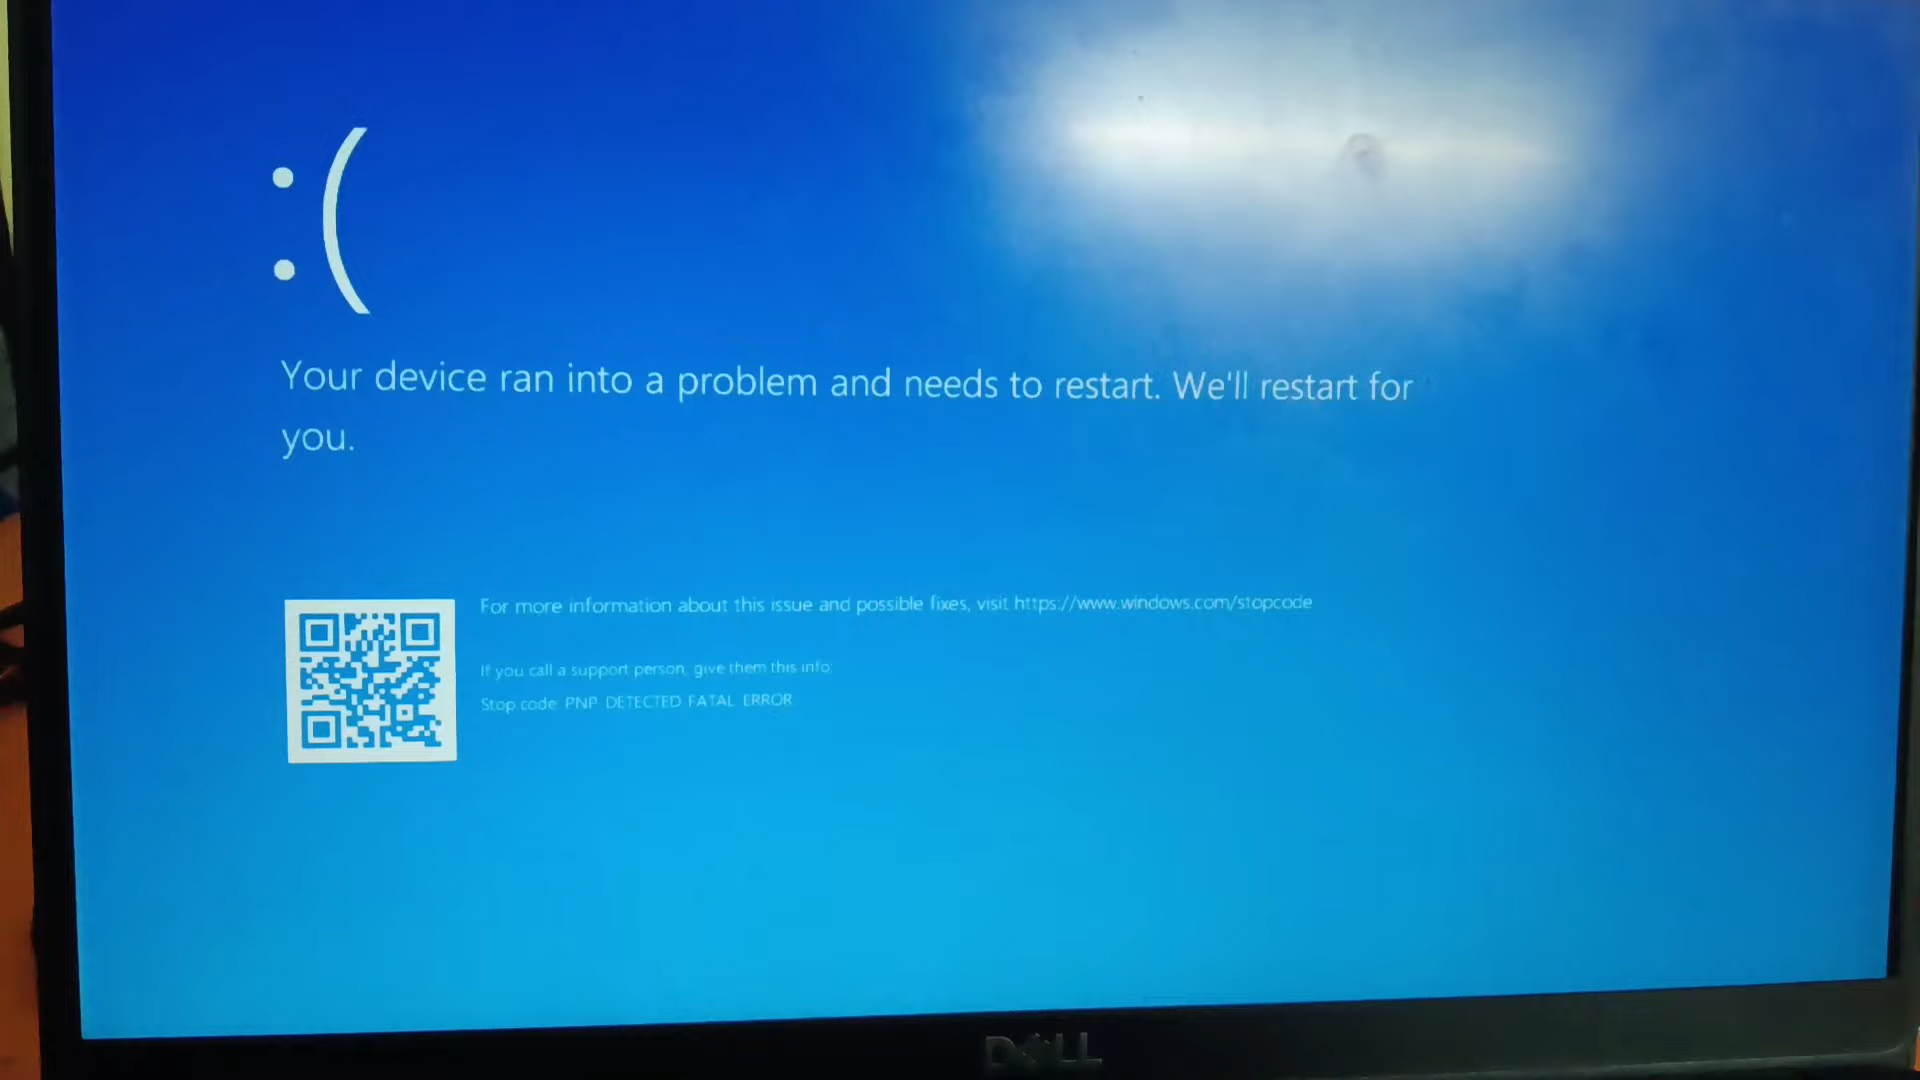 :(
Your device ran into a problem and needs to restart. We'll restart for
you.
For more information about this issue and possible fixes, visit https://www.windows.com/stopcode
If you call a support person, give them this info:
Stop code: PNP DETECTED FATAL ERROR
DELL